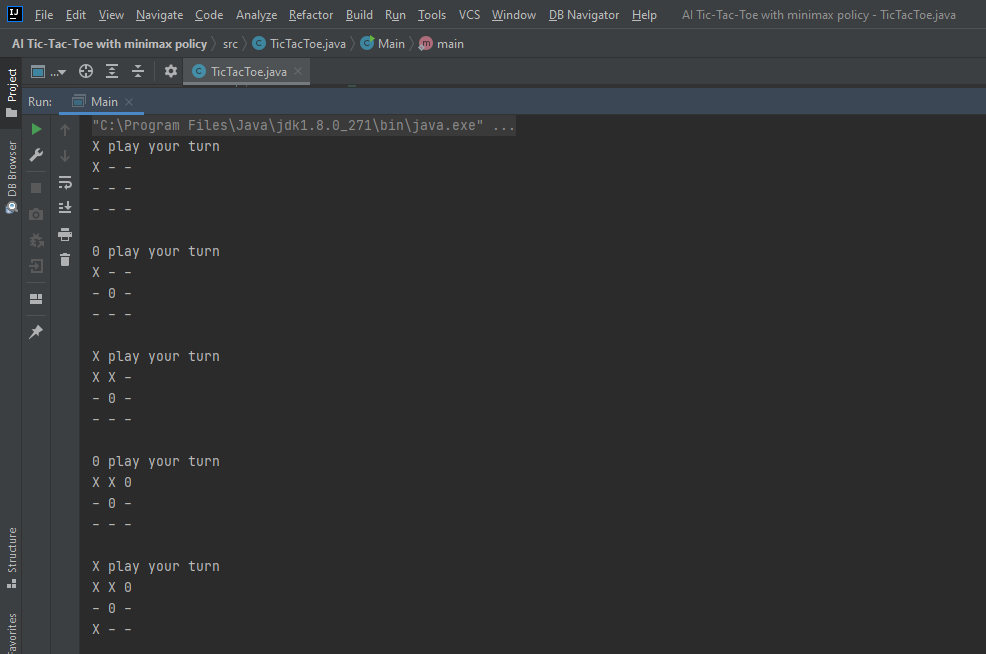 File Edit View Navigate Code Analyze Refactor Build Run Tools VCS Window DB Navigator Help AI Tic-Tac-Toe with minimax policy - TicTacToe.java
AI Tic-Tac-Toe with minimax policy src TicTacToe.java Main main
Project
... TicTacToe.java
Run: Main
DB Browser
Structure
Favorites
"C:\Program Files\Java\jdk1.8.0_271\bin\java.exe" ...
X play your turn
X - -
- - -
- - -
0 play your turn
X - -
- 0 -
- - -
X play your turn
X X -
- 0 -
- - -
0 play your turn
X X 0
- 0 -
- - -
X play your turn
X X 0
- 0 -
X - -